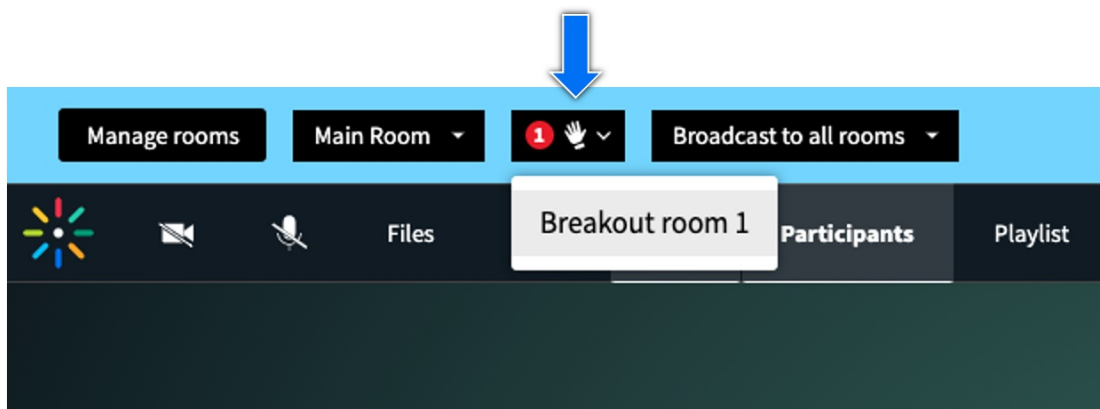 Manage rooms
Main Room
1
Broadcast to all rooms
Breakout room 1
Files
Participants
Playlist